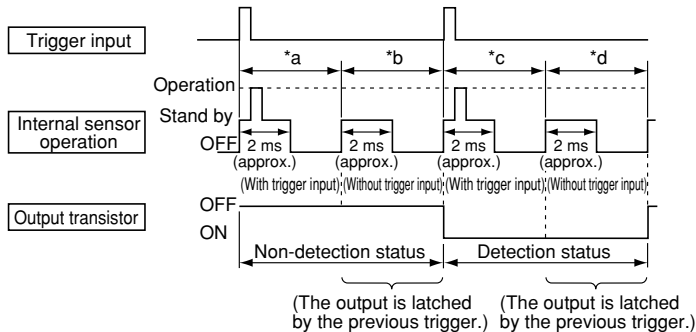 Trigger input
*a *b *c *d
Operation
Stand by
Internal sensor
operation
OFF
2 ms 2 ms 2 ms 2 ms
(approx.) (approx.) (approx.) (approx.)
(With trigger input) (Without trigger input) (With trigger input) (Without trigger input)
Output transistor
OFF
ON
Non-detection status Detection status
(The output is latched
by the previous trigger.)
(The output is latched
by the previous trigger.)